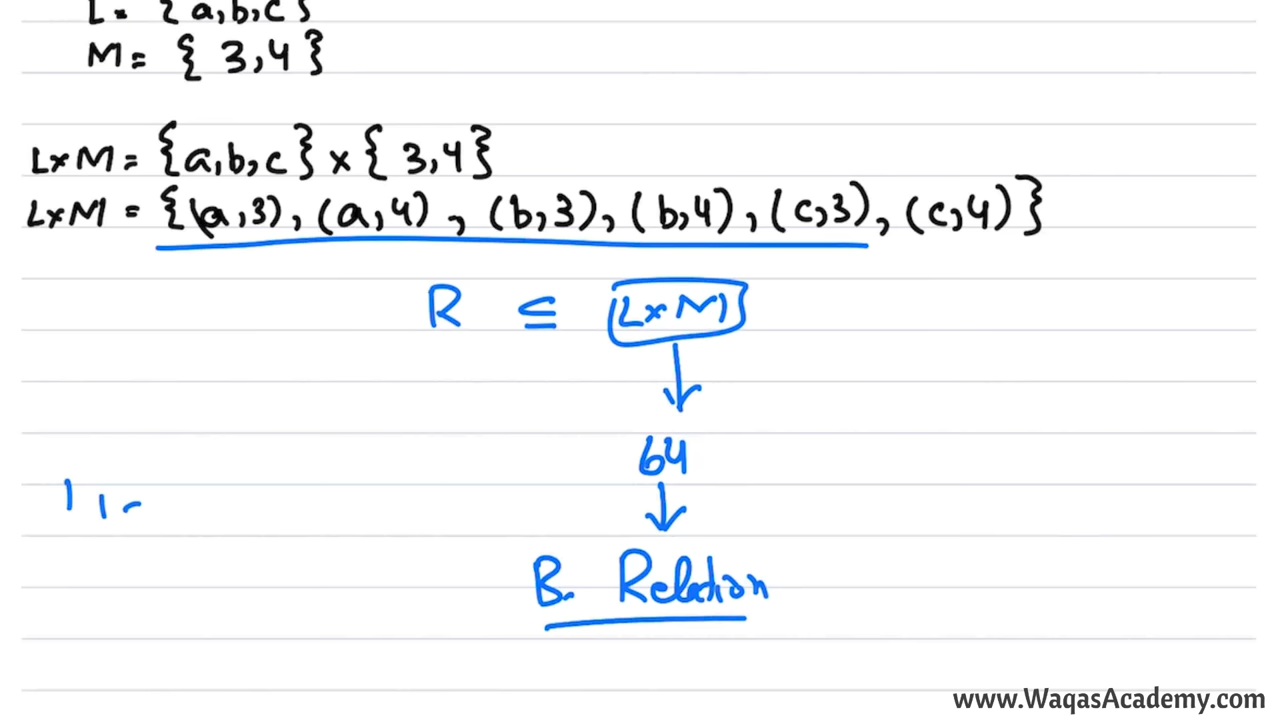 L = {a,b,c}
M = { 3,4 }
L×M = {a,b,c} × { 3,4}
L×M = {(a,3), (a,4), (b,3), (b,4), (c,3), (c,4)}
R ⊆ L×M
64
B. Relation
www.WaqasAcademy.com